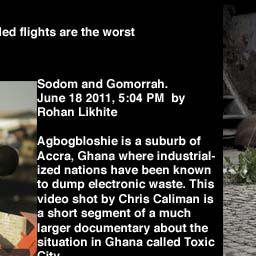 led flights are the worst
Sodom and Gomorrah.
June 18 2011, 5:04 PM by
Rohan Likhite
Agbogbloshie is a suburb of
Accra, Ghana where industrial-
ized nations have been known
to dump electronic waste. This
video shot by Chris Caliman is
a short segment of a much
larger documentary about the
situation in Ghana called Toxic
City